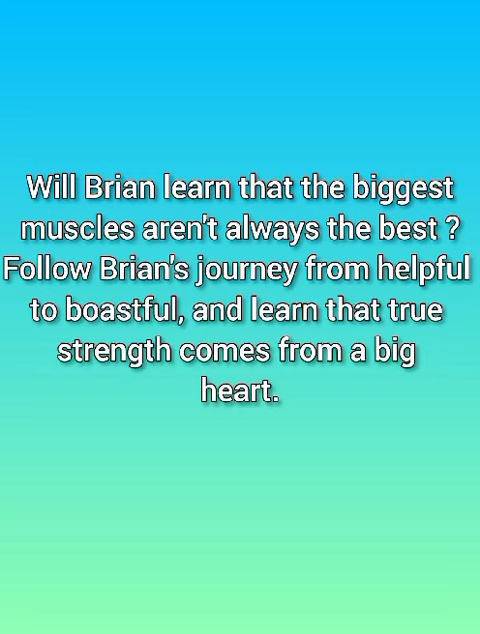 Will Brian learn that the biggest
muscles aren't always the best ?
Follow Brian's journey from helpful
to boastful, and learn that true
strength comes from a big
heart.